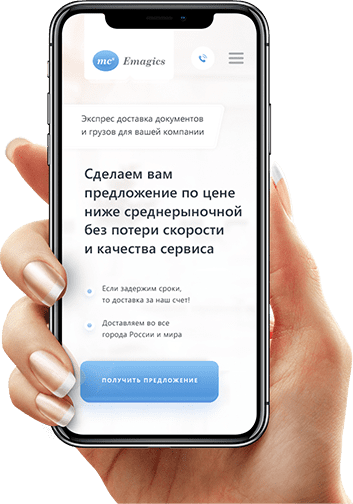 mc² Emagics
Экспрес доставка документов
и грузов для вашей компании
Сделаем вам
предложение по цене
ниже среднерыночной
без потери скорости
и качества сервиса
Если задержим сроки,
то доставка за наш счет!
Доставляем во все
города России и мира
ПОЛУЧИТЬ ПРЕДЛОЖЕНИЕ